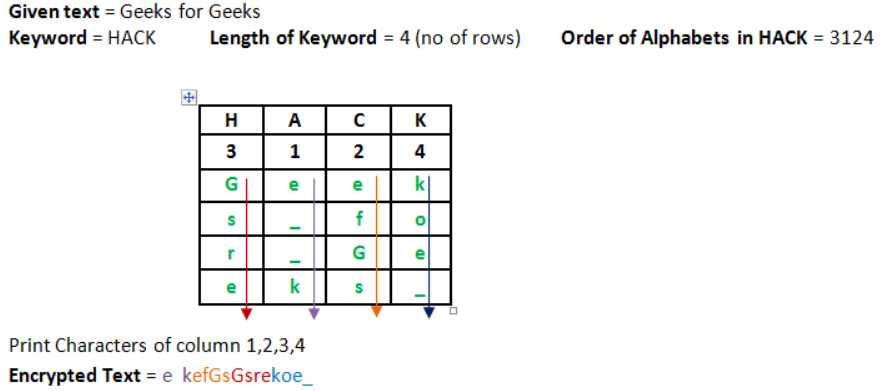 Given text = Geeks for Geeks
Keyword = HACK Length of Keyword = 4 (no of rows) Order of Alphabets in HACK = 3124
H A C K
3 1 2 4
G e e k
s _ f o
r _ G e
e k s _
Print Characters of column 1,2,3,4
Encrypted Text = e kefGsGsrekoe_